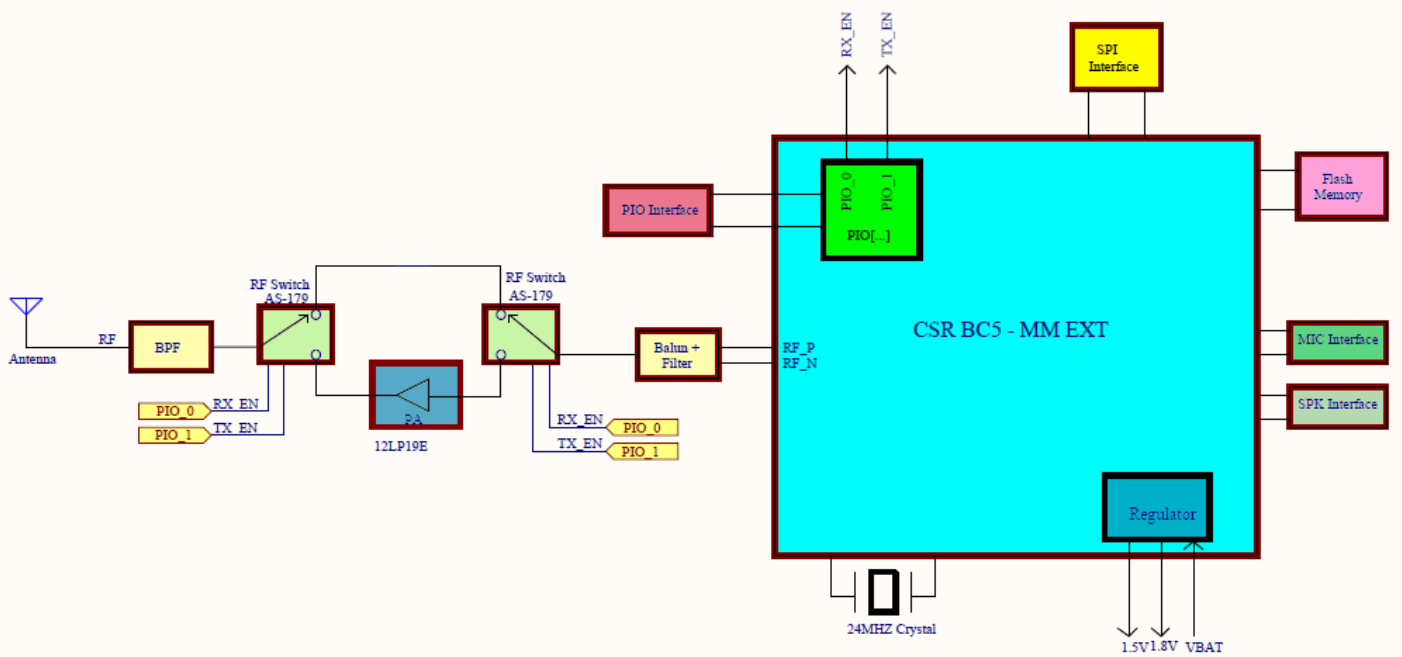 RX_EN
TX_EN
SPI
Interface
PIO_0
PIO_1
PIO[...]
PIO Interface
Flash
Memory
CSR BC5 - MM EXT
RF Switch
AS-179
RF Switch
AS-179
Antenna
RF
BPF
Balun +
Filter
RF_P
RF_N
MIC Interface
SPK Interface
PIO_0
RX_EN
PIO_1
TX_EN
PA
12LP19E
RX_EN
PIO_0
TX_EN
PIO_1
Regulator
24MHZ Crystal
1.5V
1.8V
VBAT